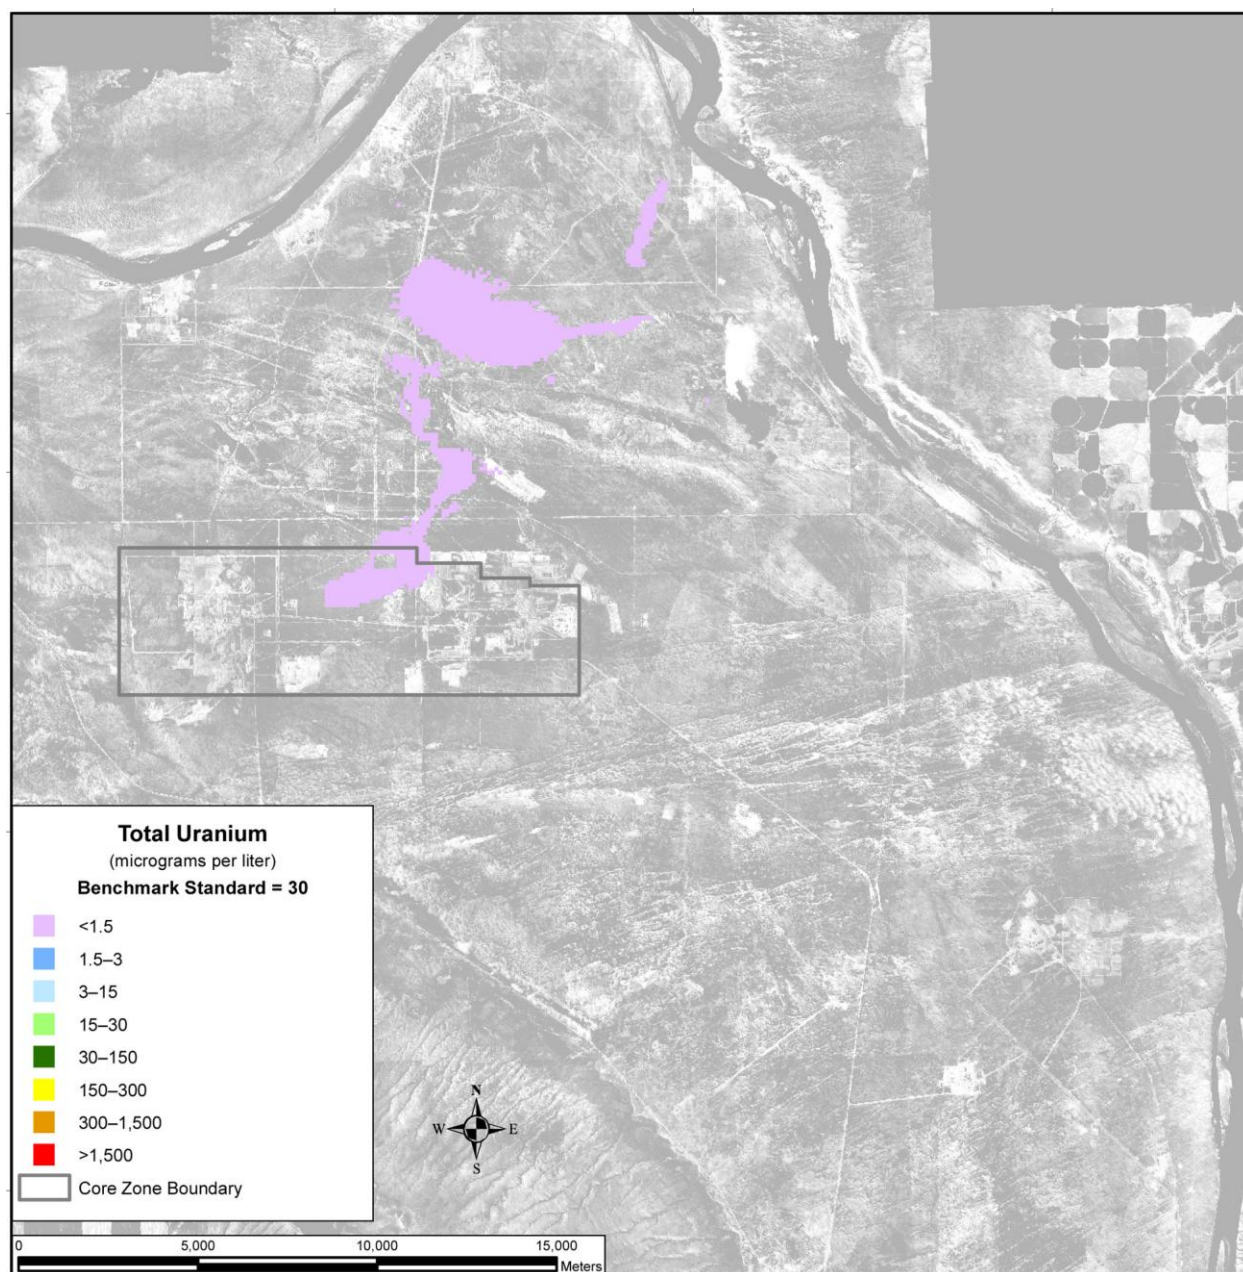 Total Uranium
(micrograms per liter)
Benchmark Standard = 30
<1.5
1.5–3
3–15
15–30
30–150
150–300
300–1,500
>1,500
Core Zone Boundary
N
W E
S
0 5,000 10,000 15,000
Meters